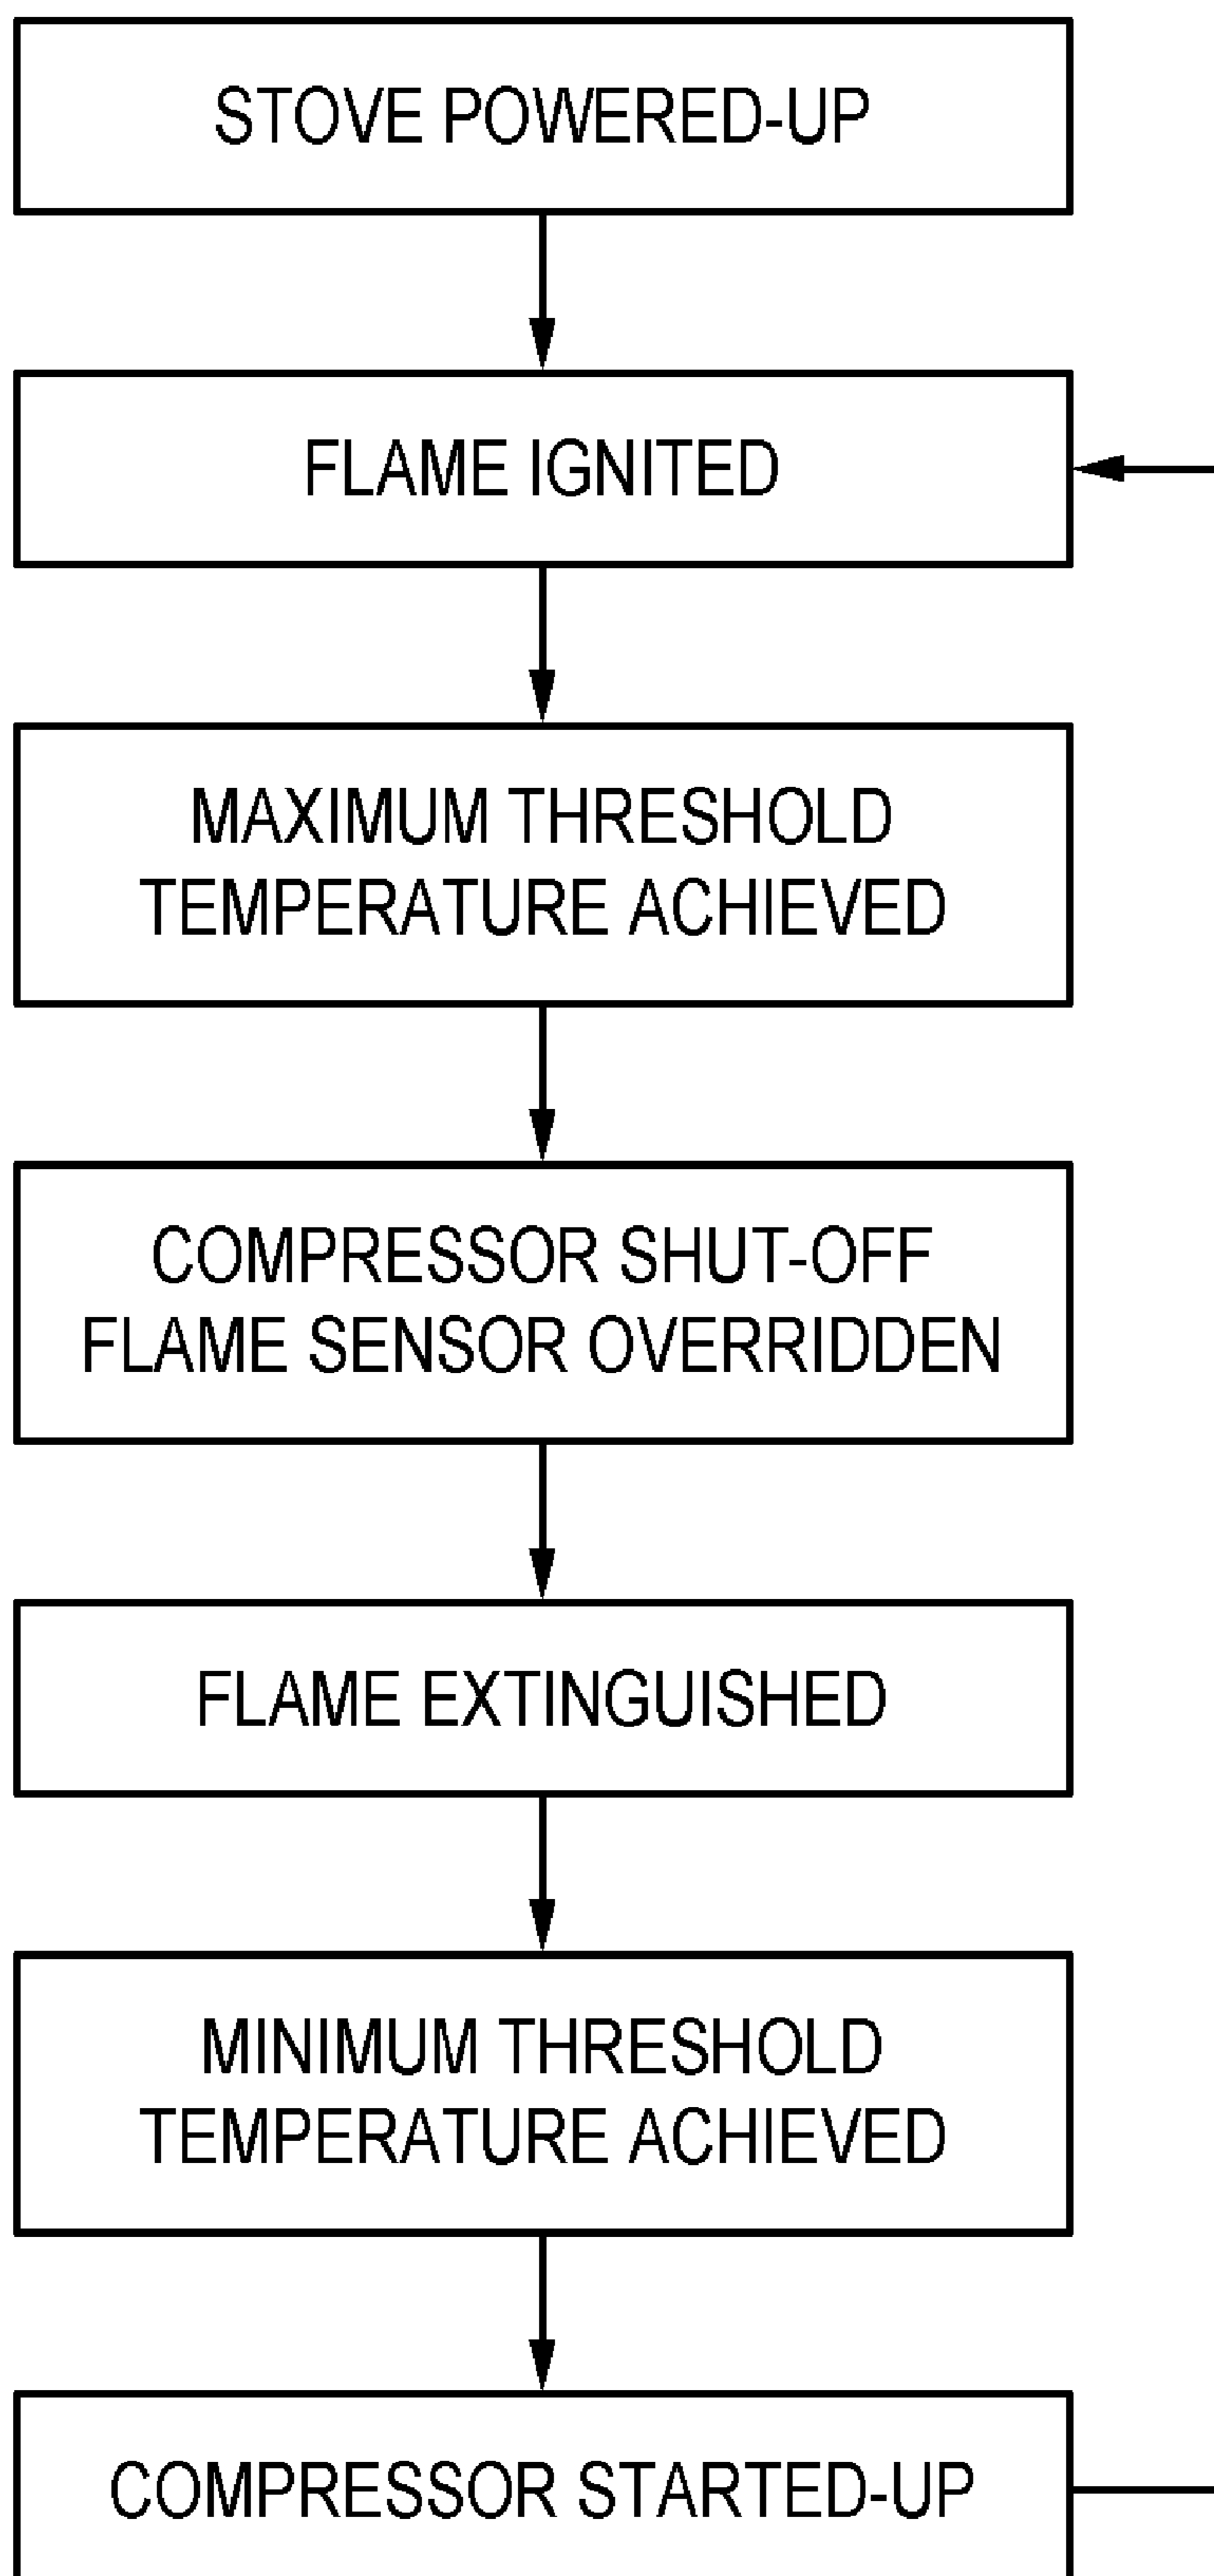 STOVE POWERED-UP
FLAME IGNITED
MAXIMUM THRESHOLD
TEMPERATURE ACHIEVED
COMPRESSOR SHUT-OFF
FLAME SENSOR OVERRIDDEN
FLAME EXTINGUISHED
MINIMUM THRESHOLD
TEMPERATURE ACHIEVED
COMPRESSOR STARTED-UP